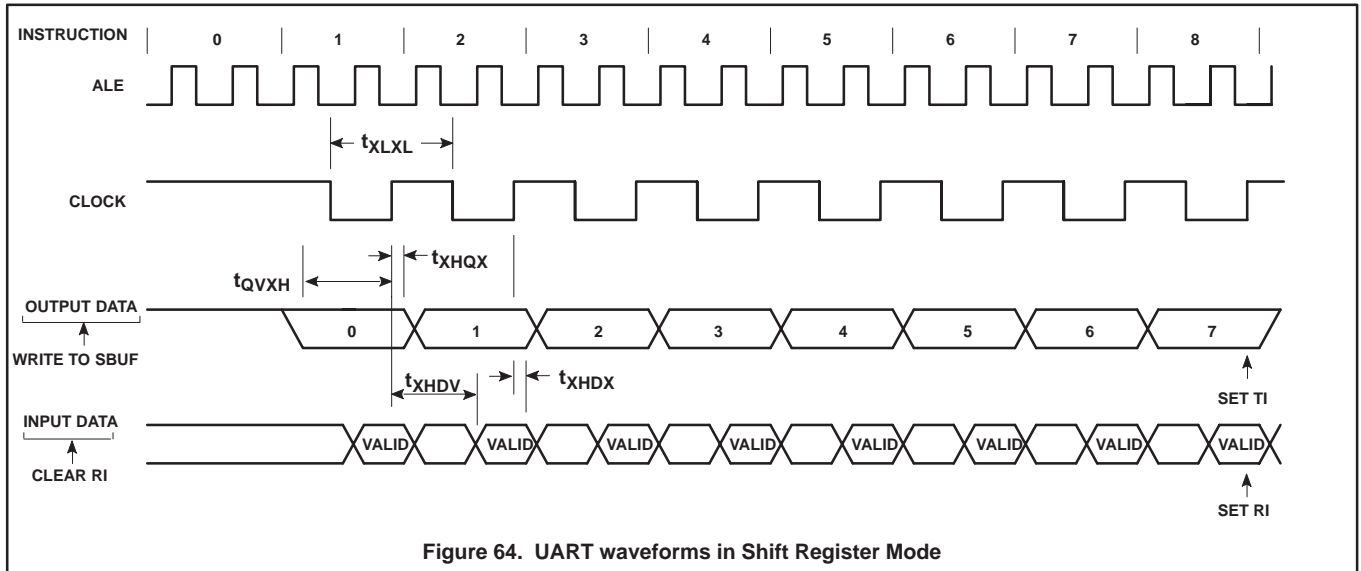 INSTRUCTION 0 1 2 3 4 5 6 7 8
ALE
tXLXL
CLOCK
tXHQX
tQVXH
OUTPUT DATA
0 1 2 3 4 5 6 7
WRITE TO SBUF
tXHDV
tXHDX
SET TI
INPUT DATA
VALID VALID VALID VALID VALID VALID VALID VALID
CLEAR RI
SET RI
Figure 64. UART waveforms in Shift Register Mode